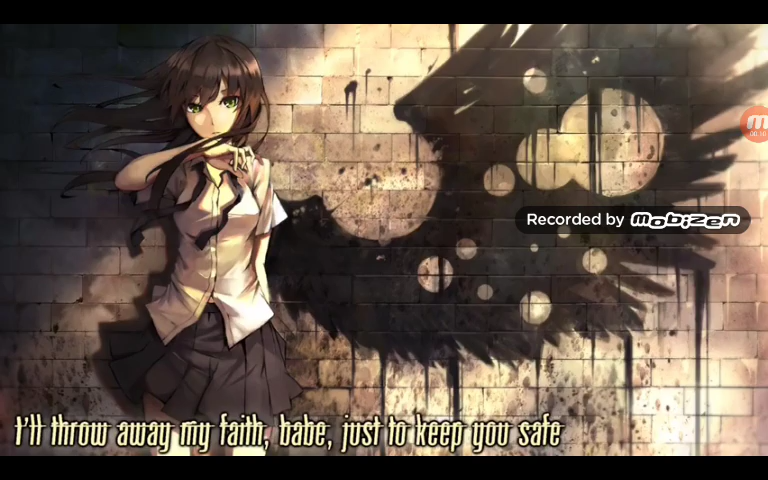 Recorded by mobizen
I'll throw away my faith, babe, just to keep you safe